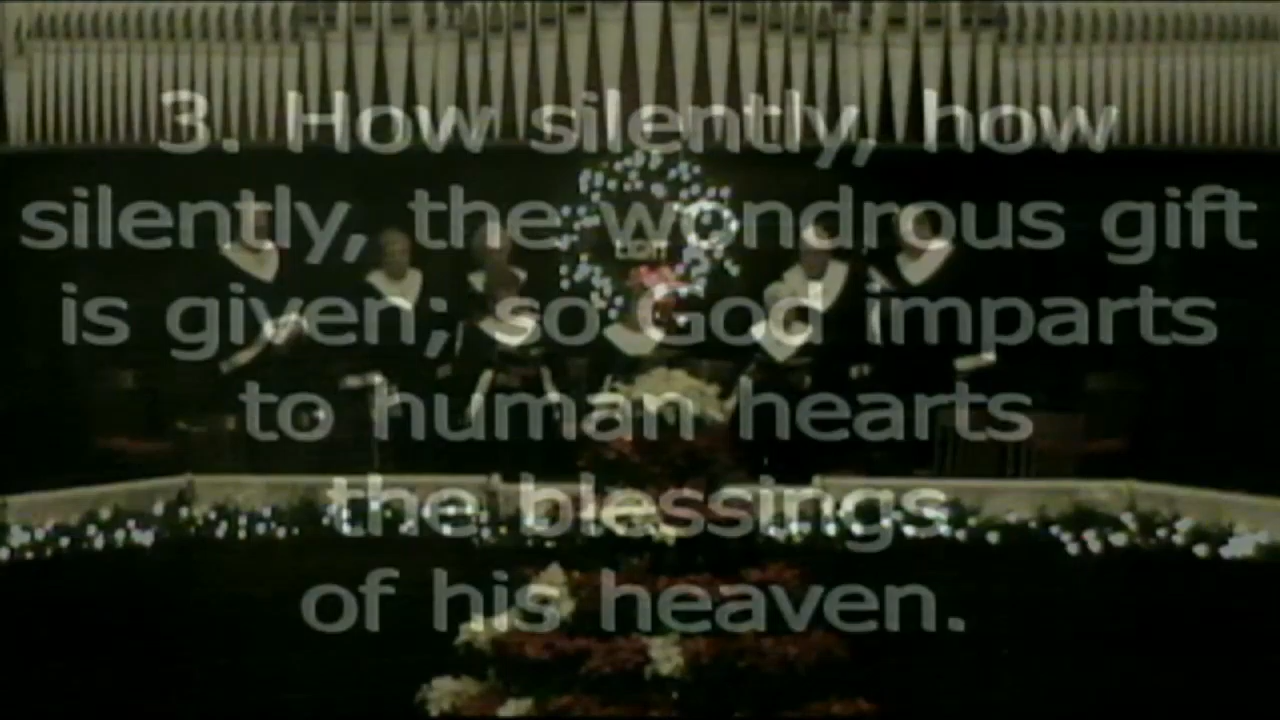 3. How silently, how
silently, the wondrous gift
is given; so God imparts
to human hearts
the blessings
of his heaven.